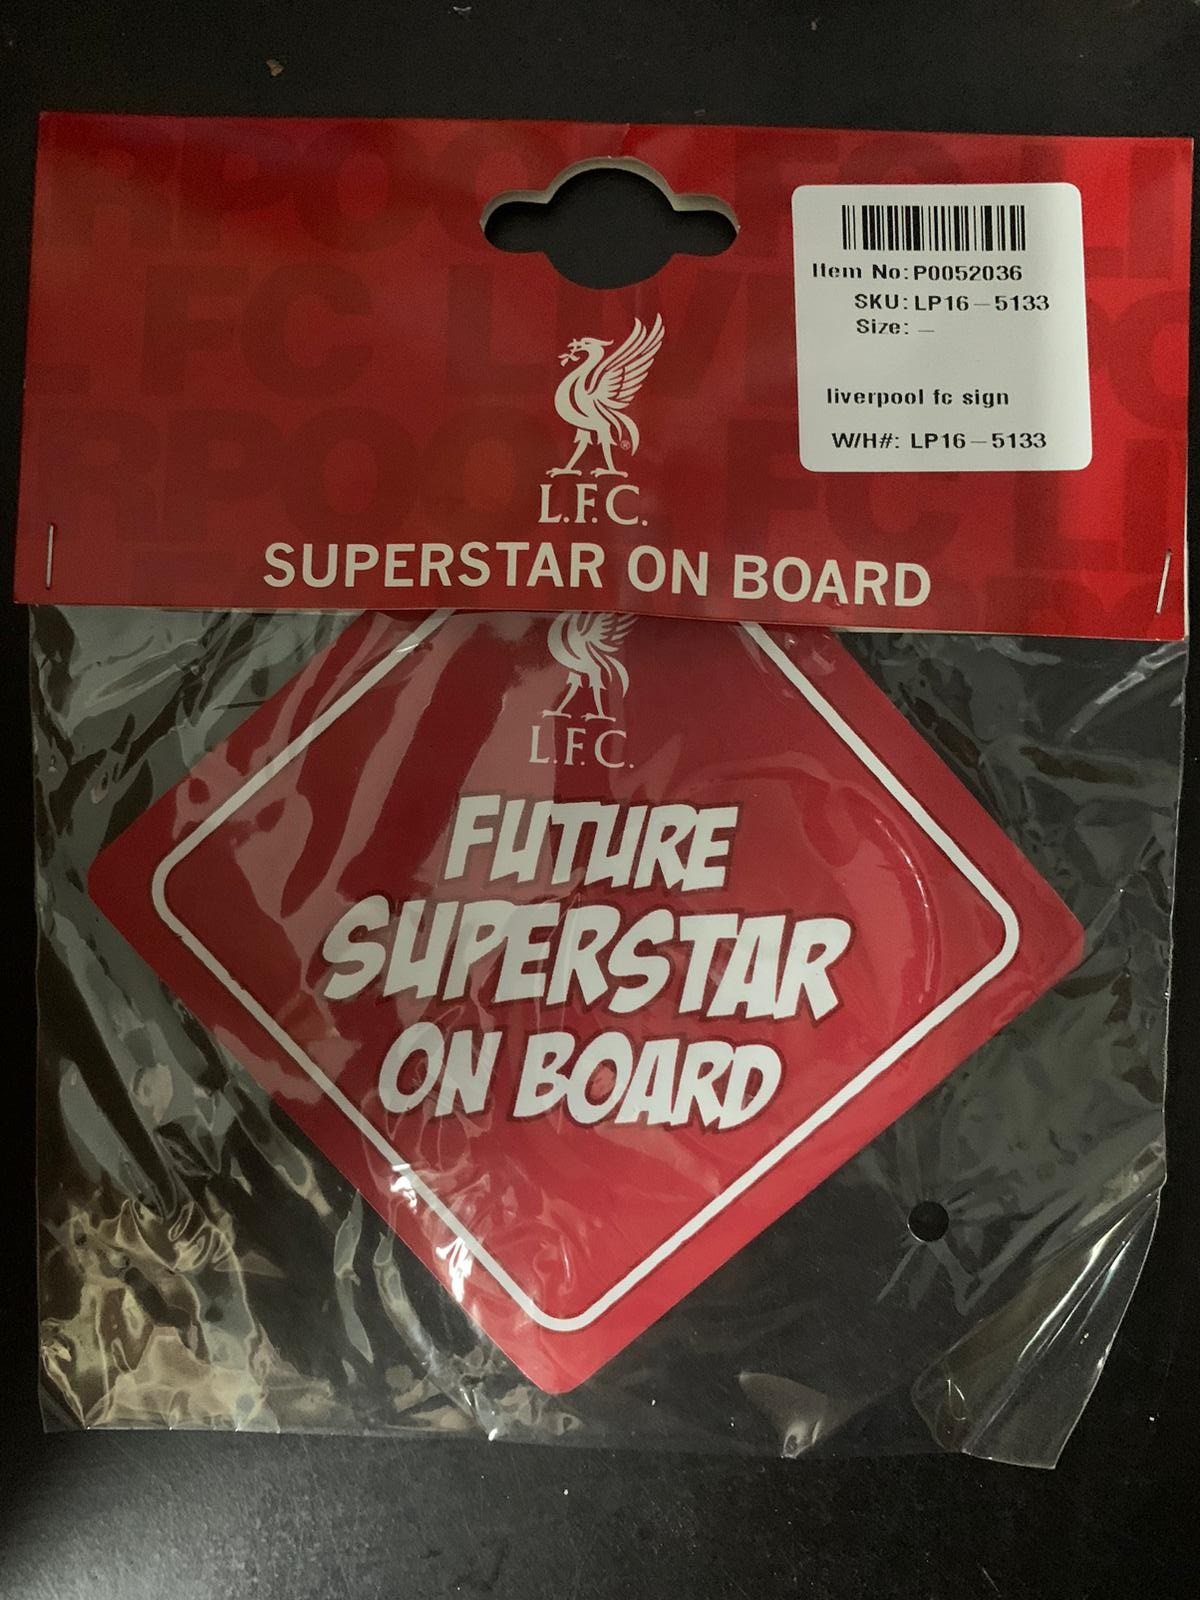 Item No:P0052036
SKU:LP16-5133
Size: -
liverpool fc sign
W/H#: LP16-5133
L.F.C.
SUPERSTAR ON BOARD
L.F.C.
FUTURE
SUPERSTAR
ON BOARD